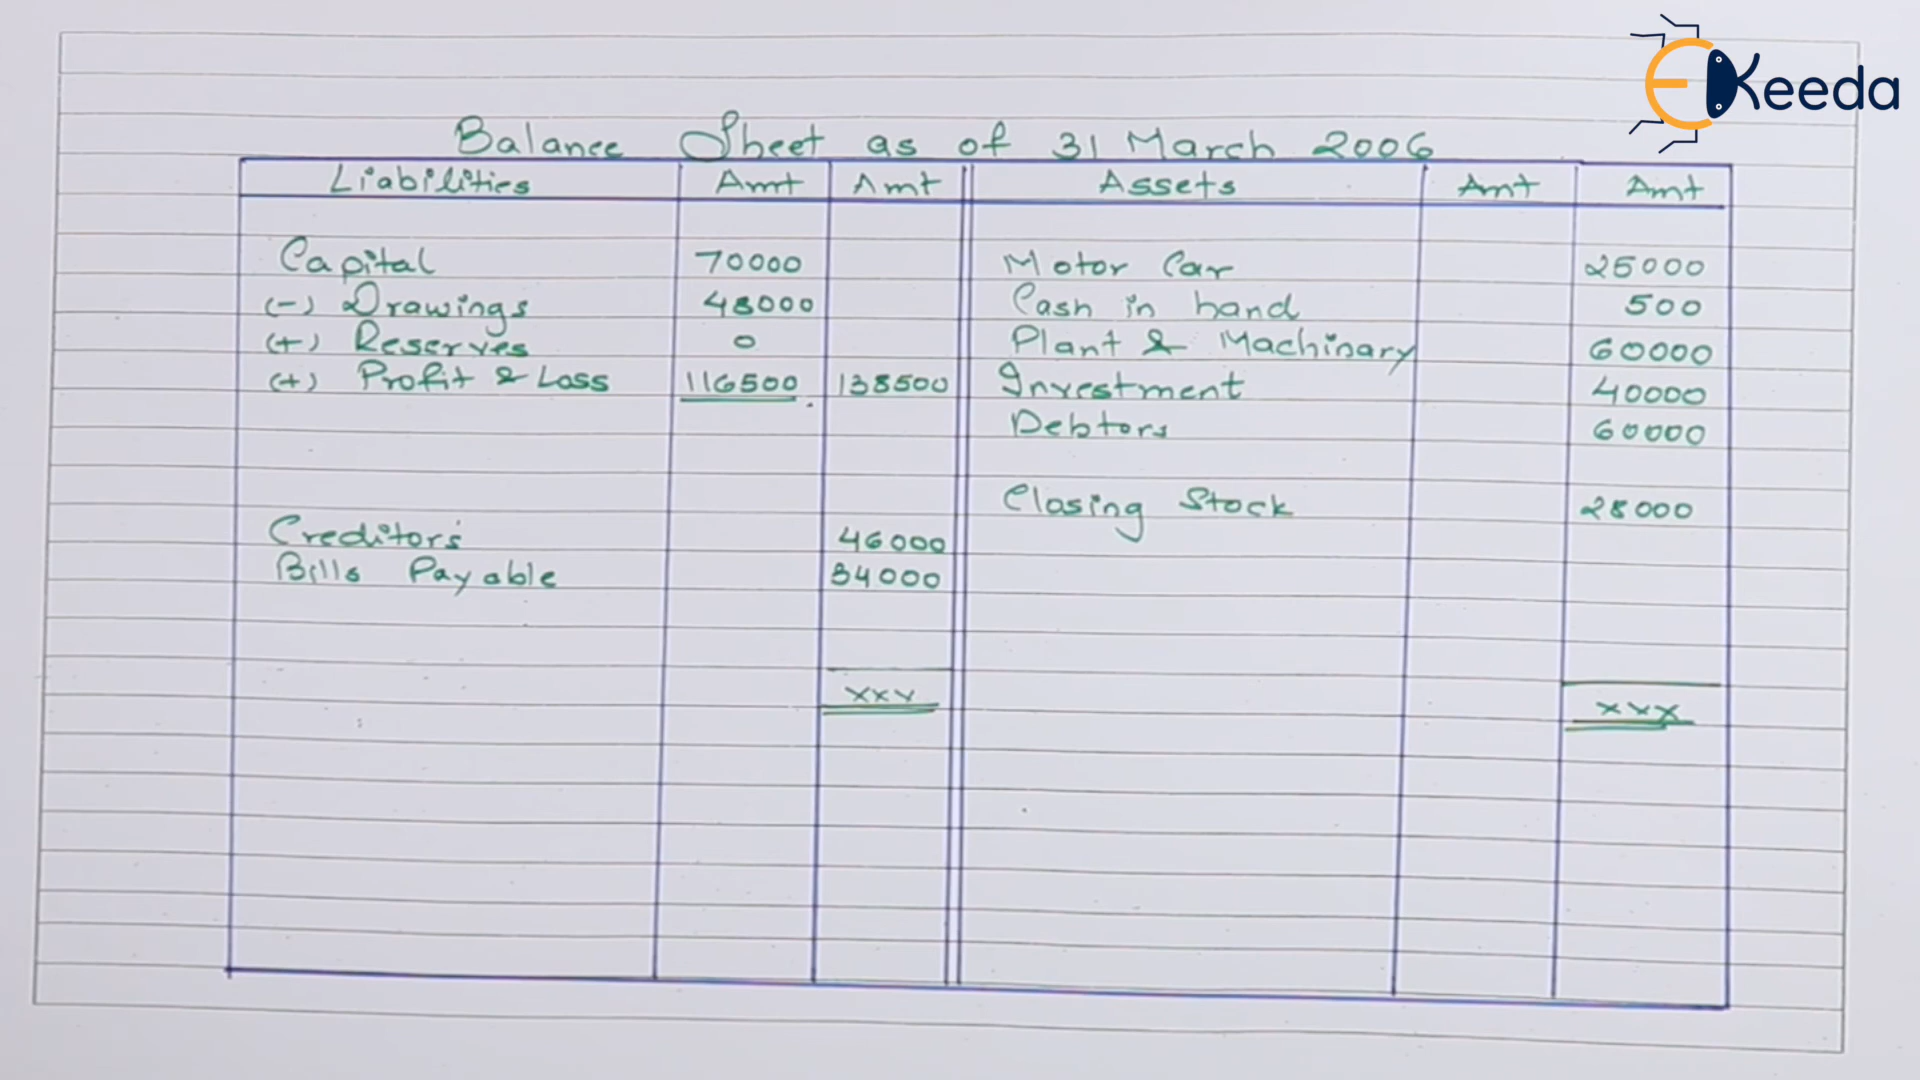 EKeeda
Balance Sheet as of 31 March 2006
Liabilities Amt Amt Assets Amt Amt
Capital 70000 Motor Car 25000
(-) Drawings 48000 Cash in hand 500
(+) Reserves 0 Plant & Machinary 60000
(+) Profit & Loss 116500 138500 Investment 40000
Debtors 60000
Closing Stock 28000
Creditors 46000
Bills Payable 34000
xxx xxx